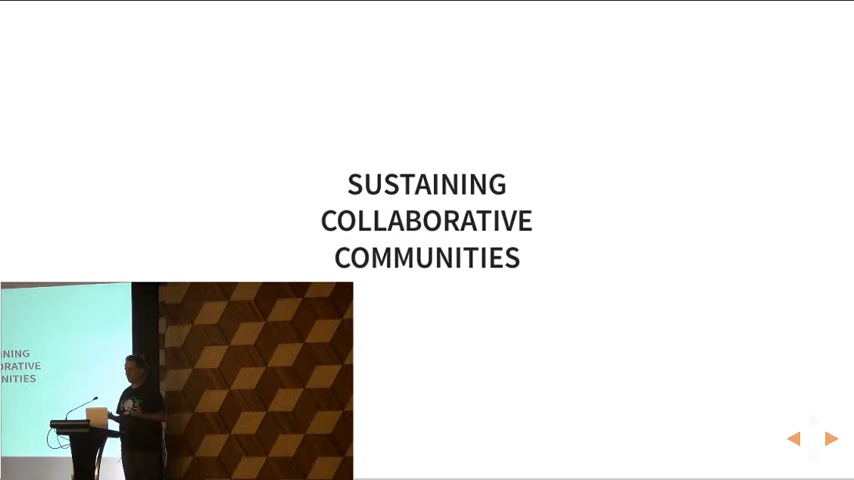 SUSTAINING
COLLABORATIVE
COMMUNITIES
NING
ORATIVE
NITIES